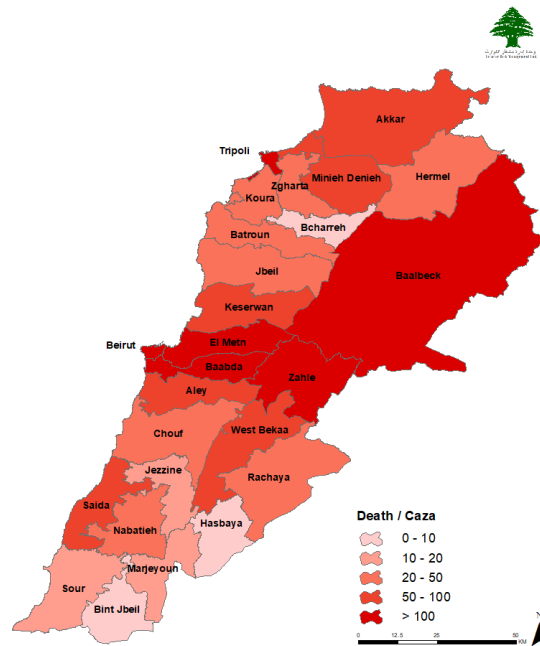 Akkar
Tripoli
Minieh Denieh
Hermel
Zgharta
Koura
Bcharreh
Batroun
Jbeil
Baalbeck
Keserwan
El Metn
Beirut
Baabda
Zahle
Aley
West Bekaa
Chouf
Jezzine
Rachaya
Saida
Hasbaya
Nabatieh
Marjeyoun
Sour
Bint Jbeil
Death / Caza
0 - 10
10 - 20
20 - 50
50 - 100
> 100
N
0 12.5 25 50
KM